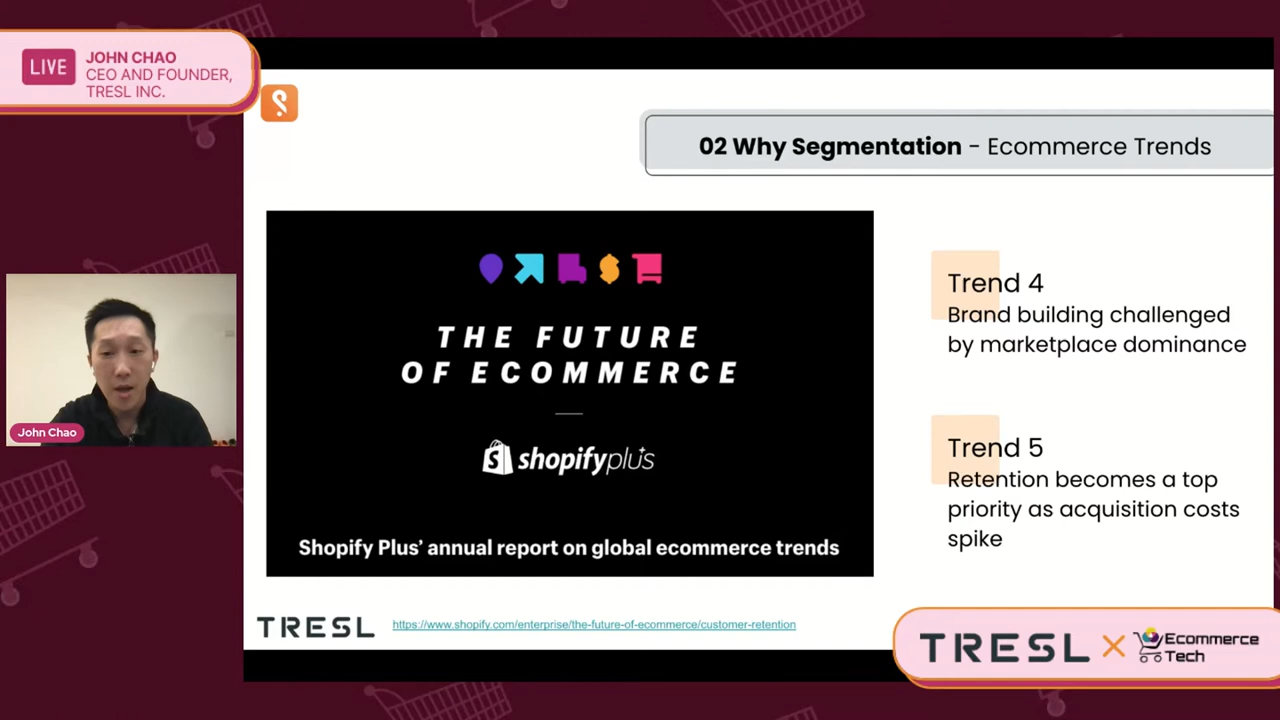 LIVE
JOHN CHAO
CEO AND FOUNDER,
TRESL INC.
02 Why Segmentation - Ecommerce Trends
THE FUTURE
OF ECOMMERCE
shopifyplus
Shopify Plus’ annual report on global ecommerce trends
Trend 4
Brand building challenged
by marketplace dominance
Trend 5
Retention becomes a top
priority as acquisition costs
spike
John Chao
TRESL
https://www.shopify.com/enterprise/the-future-of-ecommerce/customer-retention
TRESL
Ecommerce
Tech